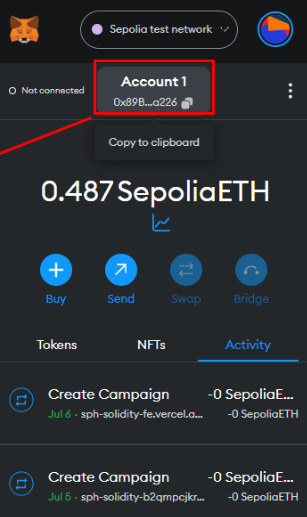 Sepolia test network
Not connected
Account 1
0x89B...a226
Copy to clipboard
0.487 SepoliaETH
Buy Send Swap Bridge
Tokens NFTs Activity
Create Campaign -0 SepoliaE...
Jul 6 · sph-solidity-fe.vercel.a... -0 SepoliaETH
Create Campaign -0 SepoliaE...
Jul 5 · sph-solidity-b2qmpcjkr... -0 SepoliaETH